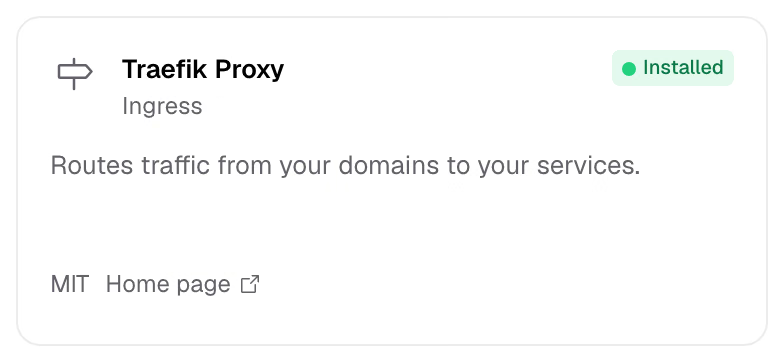 Traefik Proxy
Installed
Ingress
Routes traffic from your domains to your services.
MIT Home page